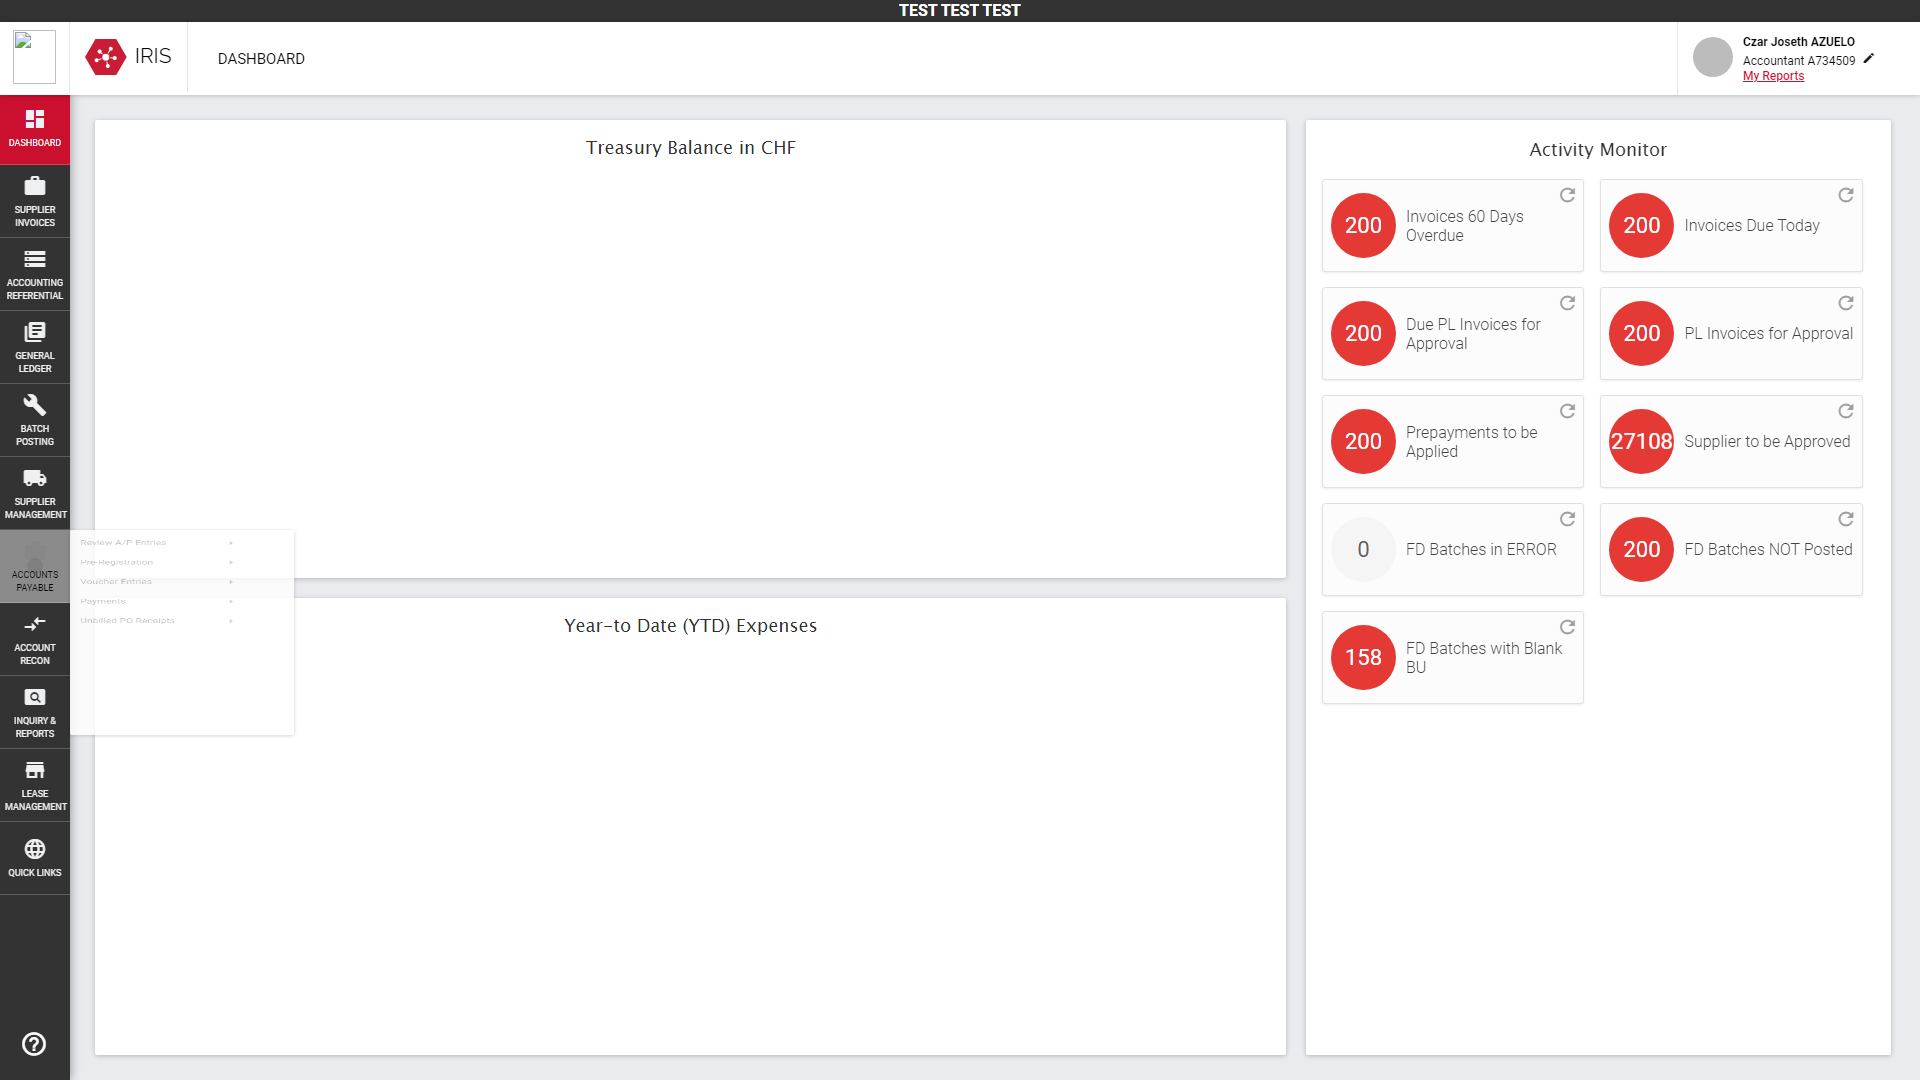 TEST TEST TEST
IRIS
DASHBOARD
Czar Joseth AZUELO
Accountant A734509
My Reports
DASHBOARD
SUPPLIER
INVOICES
ACCOUNTING
REFERENTIAL
GENERAL
LEDGER
BATCH
POSTING
SUPPLIER
MANAGEMENT
ACCOUNTS
PAYABLE
ACCOUNT
RECON
INQUIRY &
REPORTS
LEASE
MANAGEMENT
QUICK LINKS
Review A/P Entries
Pre-Registration
Voucher Entries
Payments
Unbilled PO Receipts
Treasury Balance in CHF
Year-to Date (YTD) Expenses
Activity Monitor
200
Invoices 60 Days
Overdue
200
Invoices Due Today
200
Due PL Invoices for
Approval
200
PL Invoices for Approval
200
Prepayments to be
Applied
27108
Supplier to be Approved
0
FD Batches in ERROR
200
FD Batches NOT Posted
158
FD Batches with Blank
BU